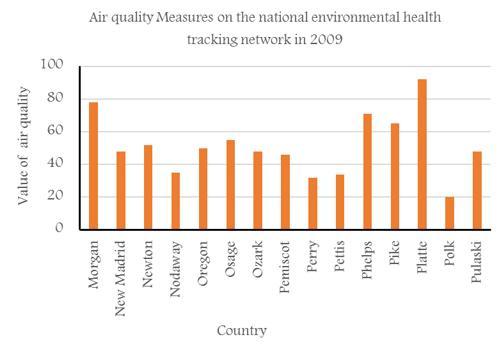 Air quality Measures on the national environmental health
tracking network in 2009
Value of air quality
100
80
60
40
20
0
Morgan
New Madrid
Newton
Nodaway
Oregon
Osage
Ozark
Pemiscot
Perry
Pettis
Phelps
Pike
Platte
Polk
Pulaski
Country